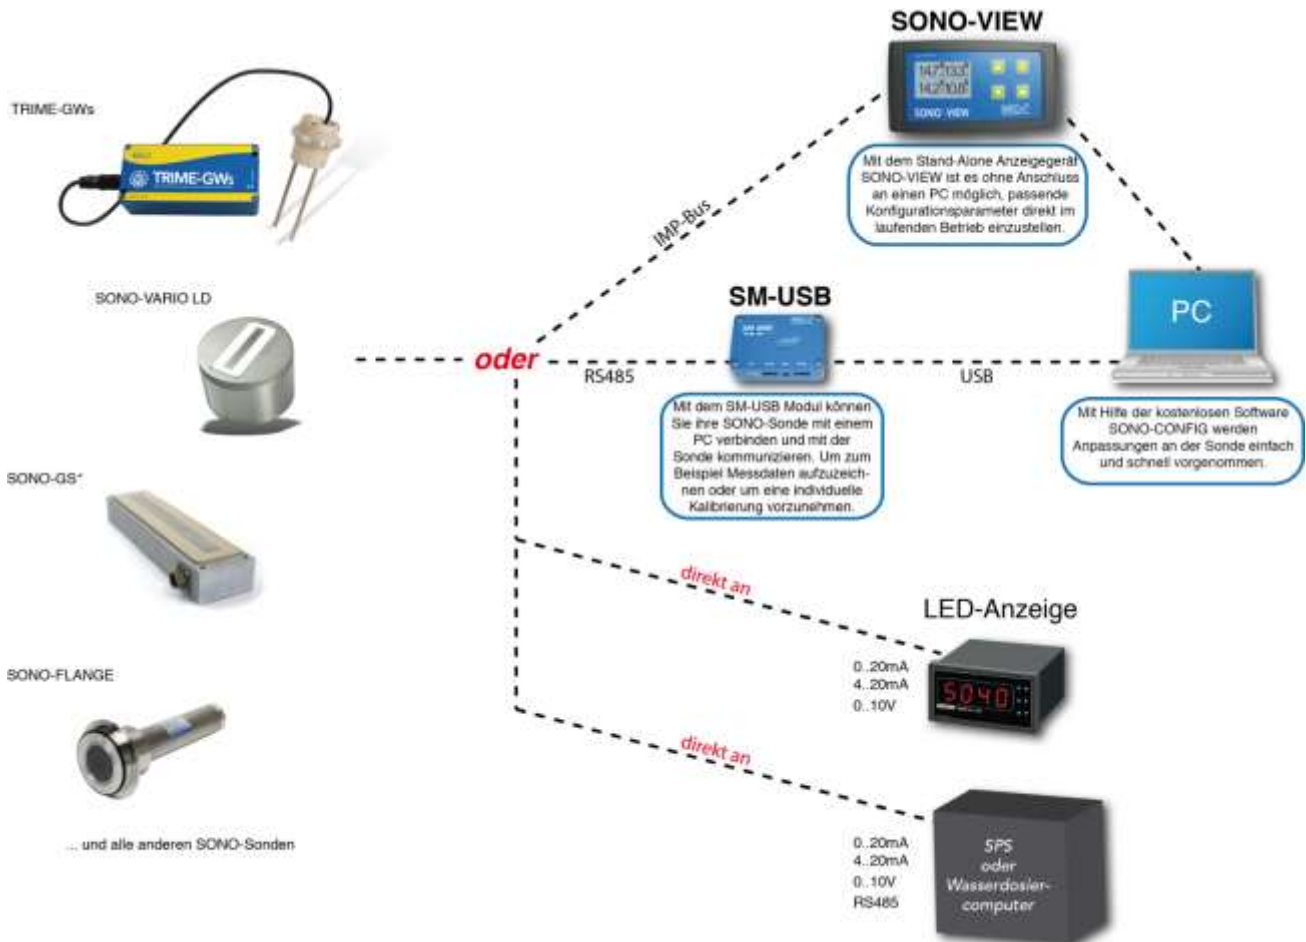 SONO-VIEW
TRIME-GWs
TRIME-GWs
SONO-VIEW
Mit dem Stand-Alone Anzeigegerät
SONO-VIEW ist es ohne Anschluss
an einen PC möglich, passende
Konfigurationsparameter direkt im
laufenden Betrieb einzustellen.
IMP-Bus
SONO-VARIO LD
SM-USB
SM-USB
PC
oder
RS485
USB
Mit dem SM-USB Modul können
Sie ihre SONO-Sonde mit einem
PC verbinden und mit der
Sonde kommunizieren. Um zum
Beispiel Messdaten aufzuzeich-
nen oder um eine individuelle
Kalibrierung vorzunehmen.
Mit Hilfe der kostenlosen Software
SONO-CONFIG werden
Anpassungen an der Sonde einfach
und schnell vorgenommen.
SONO-GS*
direkt an
LED-Anzeige
0..20mA
4..20mA
0..10V
5040
SONO-FLANGE
direkt an
... und alle anderen SONO-Sonden
0..20mA
4..20mA
0..10V
RS485
SPS
oder
Wasserdosier-
computer